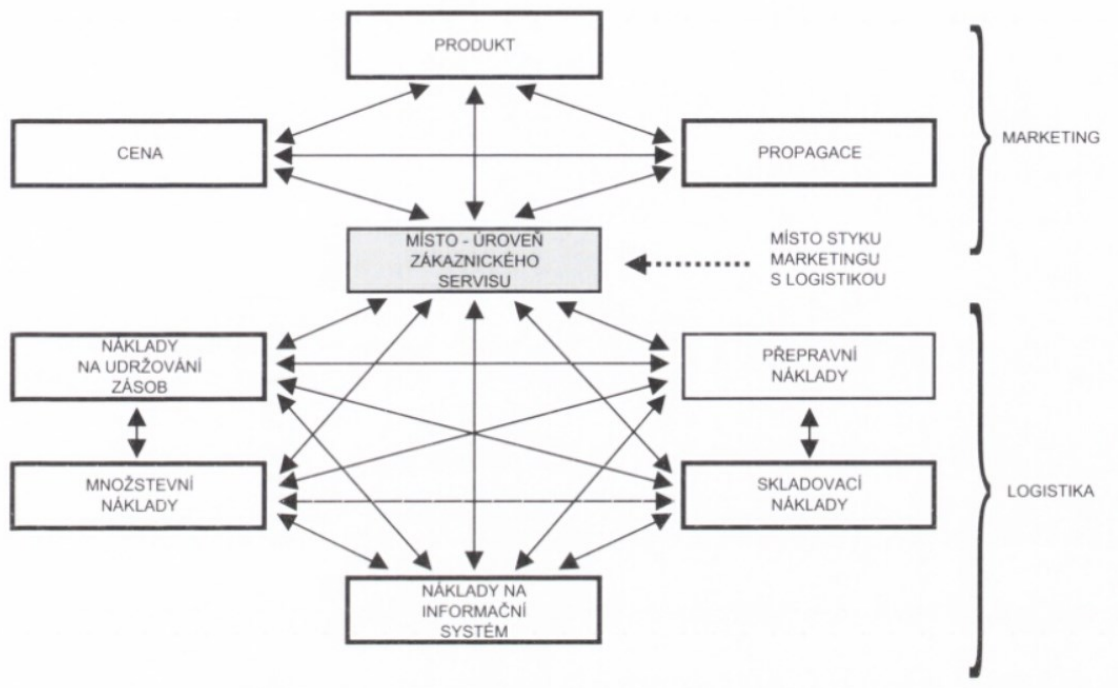 PRODUKT
CENA
PROPAGACE
MARKETING
MÍSTO - ÚROVEŇ
ZÁKAZNICKÉHO
SERVISU
MÍSTO STYKU
MARKETINGU
S LOGISTIKOU
NÁKLADY
NA UDRŽOVÁNÍ
ZÁSOB
PŘEPRAVNÍ
NÁKLADY
MNOŽSTEVNÍ
NÁKLADY
SKLADOVACÍ
NÁKLADY
LOGISTIKA
NÁKLADY NA
INFORMAČNÍ
SYSTÉM